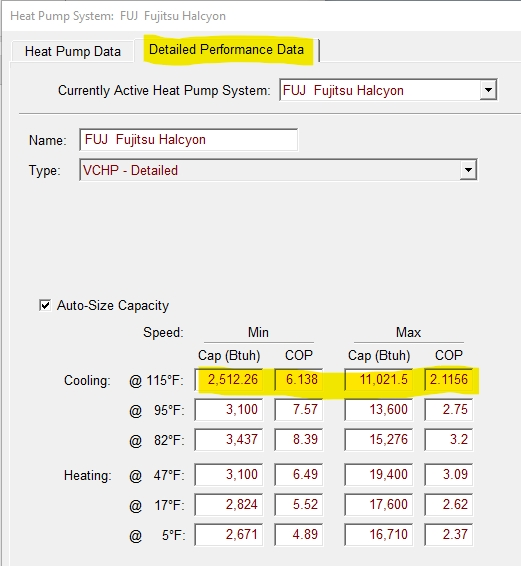 Heat Pump System: FUJ Fujitsu Halcyon
Heat Pump Data Detailed Performance Data
Currently Active Heat Pump System: FUJ Fujitsu Halcyon
Name: FUJ Fujitsu Halcyon
Type: VCHP - Detailed
Auto-Size Capacity
Speed: Min Max
Cap (Btuh) COP Cap (Btuh) COP
Cooling: @ 115°F: 2,512.26 6.138 11,021.5 2.1156
@ 95°F: 3,100 7.57 13,600 2.75
@ 82°F: 3,437 8.39 15,276 3.2
Heating: @ 47°F: 3,100 6.49 19,400 3.09
@ 17°F: 2,824 5.52 17,600 2.62
@ 5°F: 2,671 4.89 16,710 2.37